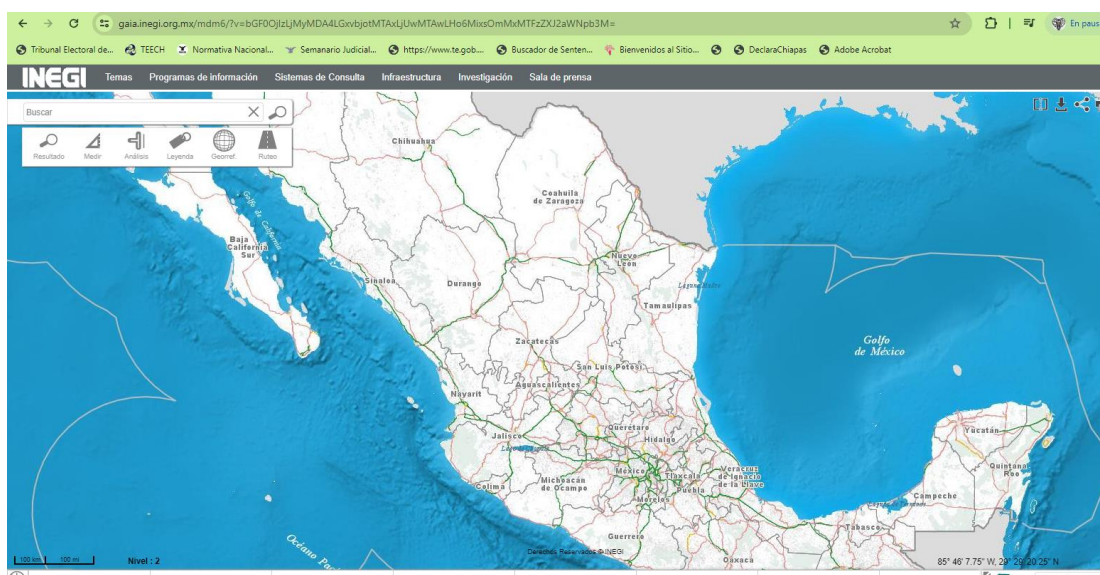 gaia.inegi.org.mx/mdm6/?v=bGF0OjIzLjMyMDA4LGxvbjotMTAxLjUwMTAwLHo6MixsOmMxMTFzZXJ2aWNpb3M=
En paus
Tribunal Electoral de...
TEECH
Normativa Nacional...
Semanario Judicial...
https://www.te.gob....
Buscador de Senten...
Bienvenidos al Sitio...
DeclaraChiapas
Adobe Acrobat
INEGI
Temas
Programas de información
Sistemas de Consulta
Infraestructura
Investigación
Sala de prensa
Buscar
Resultado
Medir
Análisis
Leyenda
Georref.
Ruteo
Chihuahua
Coahuila
de Zaragoza
Golfo
de California
Baja
California
Sur
Nuevo
León
Sinaloa
Durango
Laguna Madre
Tamaulipas
Golfo
de México
Zacatecas
San Luis Potosí
Aguascalientes
Nayarit
Querétaro
Hidalgo
Yucatán
Jalisco
México
Tlaxcala
Veracruz
de Ignacio
de la Llave
Quintana
Roo
Michoacán
de Ocampo
Colima
Puebla
Morelos
Campeche
Tabasco
Guerrero
Océano
Oaxaca
Derechos Reservados © INEGI
100 km
100 mi
Nivel : 2
85° 46' 7.75" W, 29° 29' 20.25" N